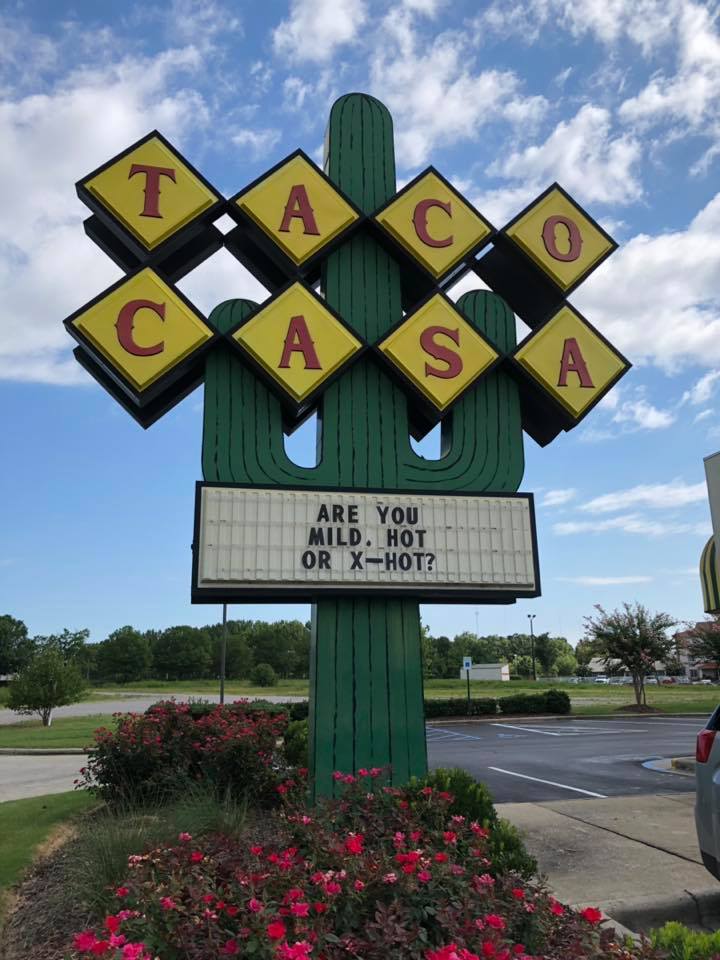 TACO
CASA
ARE YOU
MILD. HOT
OR X-HOT?